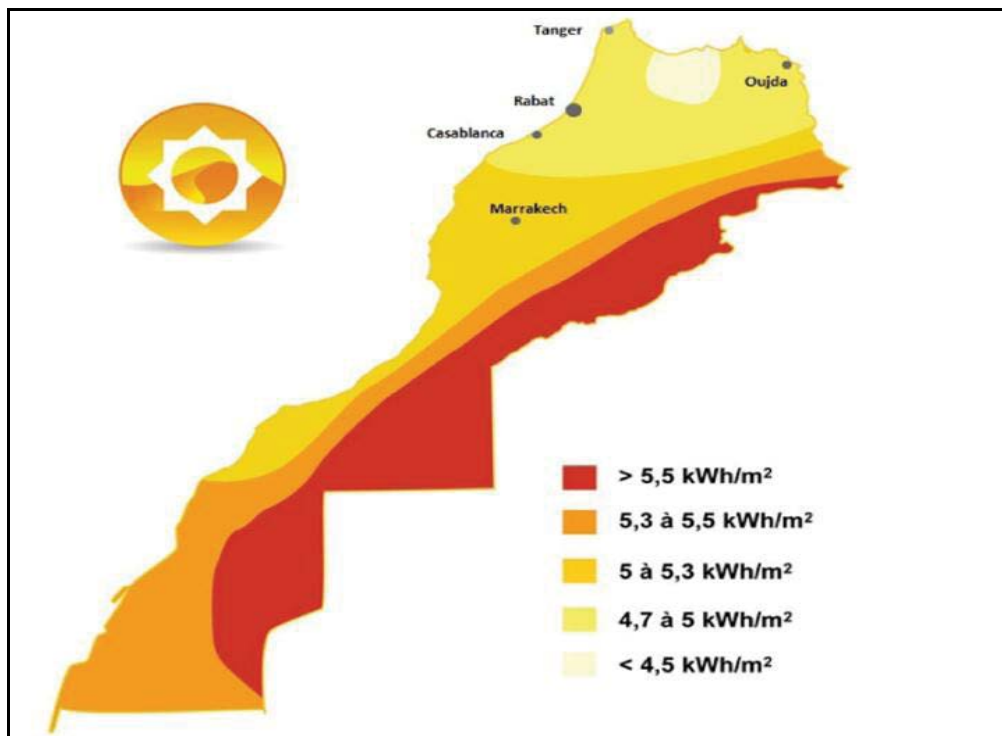 Tanger
Oujda
Rabat
Casablanca
Marrakech
> 5,5 kWh/m²
5,3 à 5,5 kWh/m²
5 à 5,3 kWh/m²
4,7 à 5 kWh/m²
< 4,5 kWh/m²